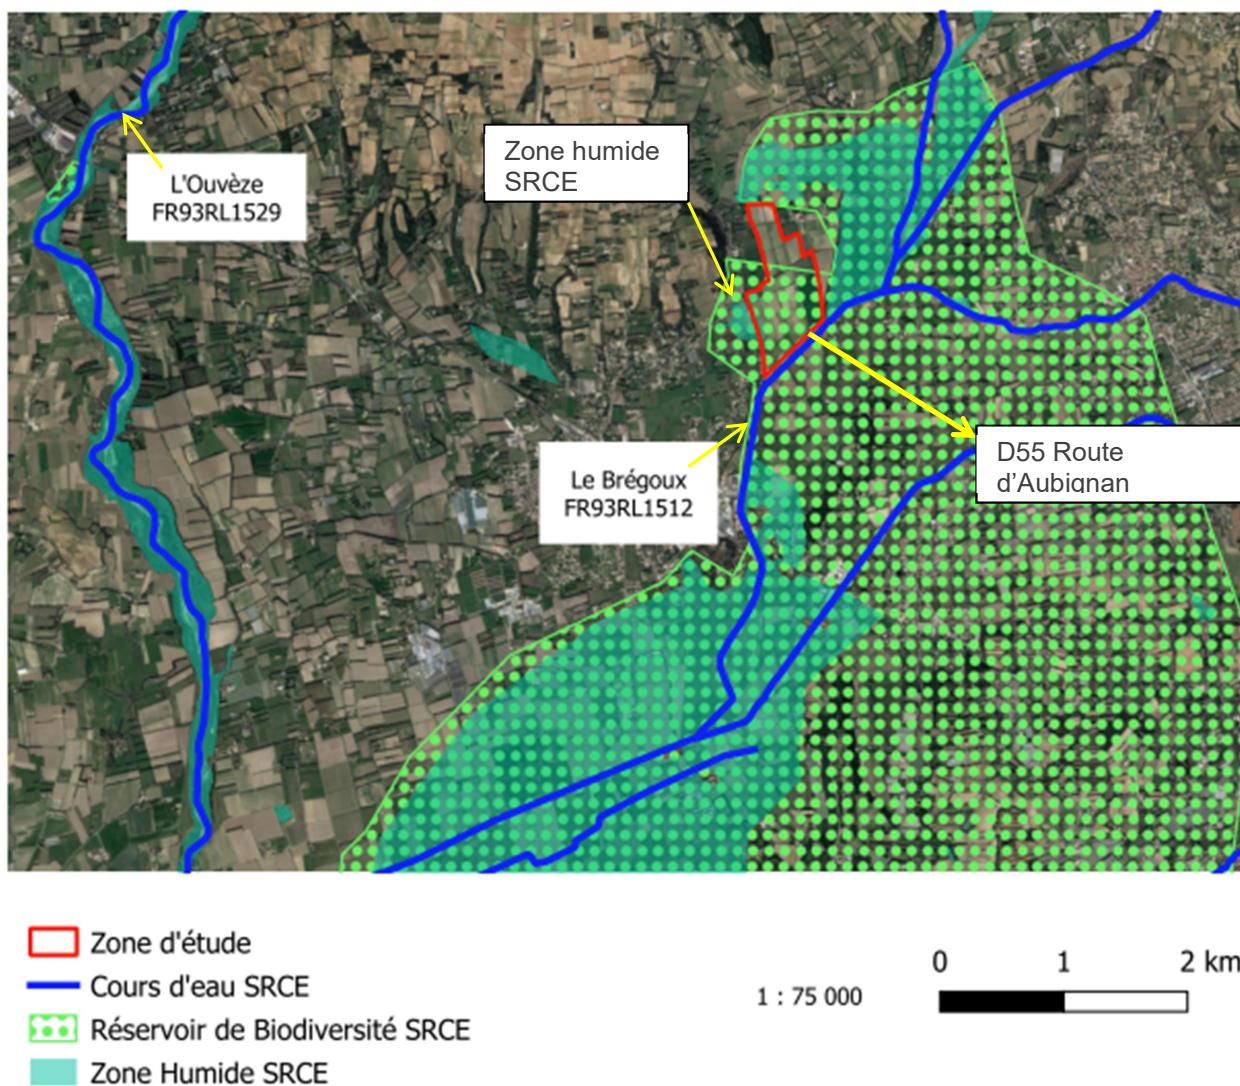 Zone humide
SRCE
L'Ouvèze
FR93RL1529
D55 Route
d'Aubignan
Le Brégoux
FR93RL1512
Zone d'étude
Cours d'eau SRCE
Réservoir de Biodiversité SRCE
Zone Humide SRCE
1 : 75 000
0 1 2 km